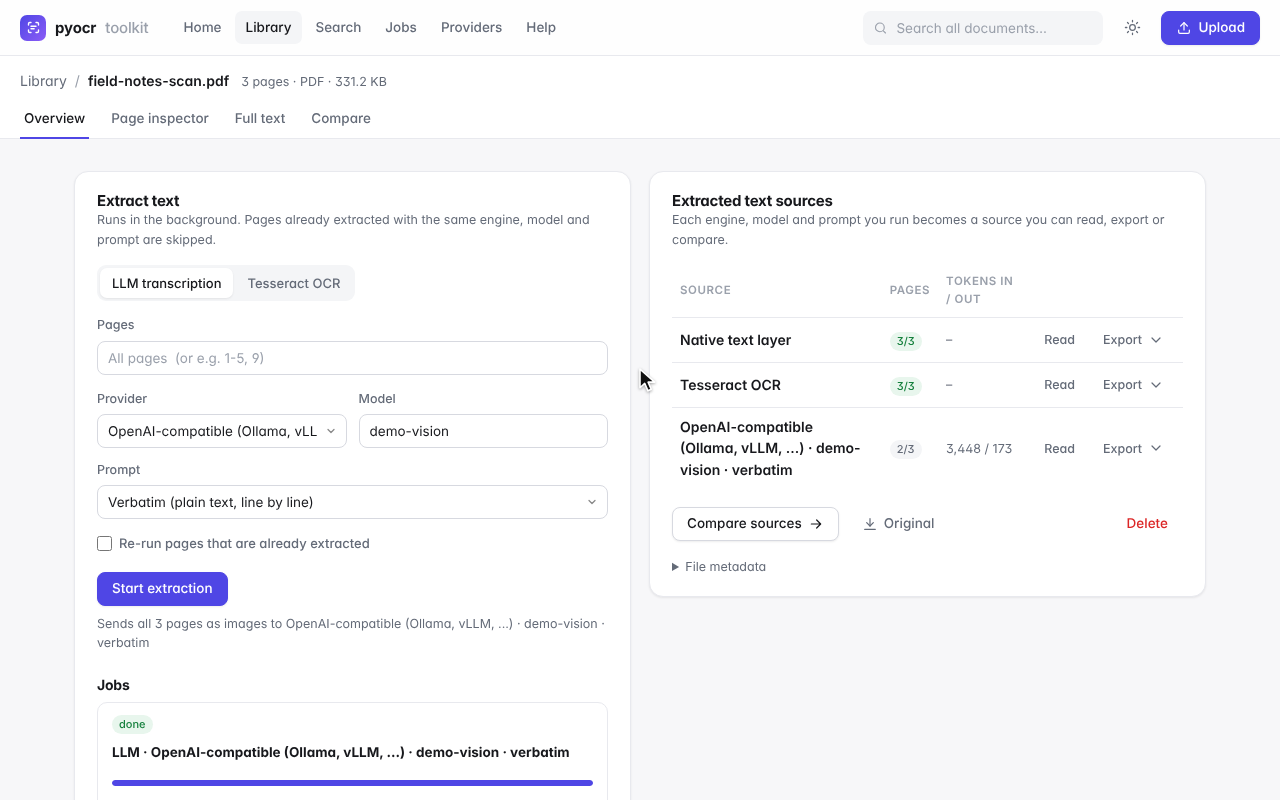 pyocr toolkit Home Library Search Jobs Providers Help Search all documents... Upload
Library / field-notes-scan.pdf 3 pages · PDF · 331.2 KB
Overview Page inspector Full text Compare
Extract text
Runs in the background. Pages already extracted with the same engine, model and
prompt are skipped.
LLM transcription Tesseract OCR
Pages
All pages (or e.g. 1-5, 9)
Provider Model
OpenAI-compatible (Ollama, vLL demo-vision
Prompt
Verbatim (plain text, line by line)
Re-run pages that are already extracted
Start extraction
Sends all 3 pages as images to OpenAI-compatible (Ollama, vLLM, ...) · demo-vision ·
verbatim
Jobs
done
LLM · OpenAI-compatible (Ollama, vLLM, ...) · demo-vision · verbatim
Extracted text sources
Each engine, model and prompt you run becomes a source you can read, export or
compare.
SOURCE PAGES TOKENS IN
/ OUT
Native text layer 3/3 – Read Export
Tesseract OCR 3/3 – Read Export
OpenAI-compatible
(Ollama, vLLM, ...) · demo- 2/3 3,448 / 173 Read Export
vision · verbatim
Compare sources → Original Delete
File metadata